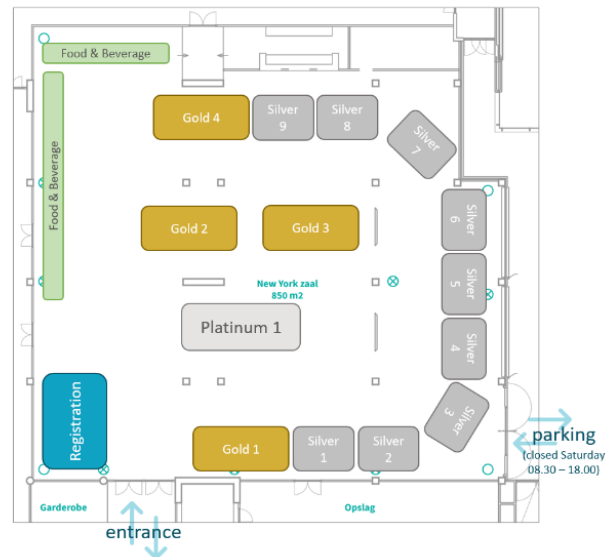 Food & Beverage
Food & Beverage
Gold 4
Silver
9
Silver
8
Silver
7
Gold 2
Gold 3
Silver
6
Silver
5
New York zaal
850 m2
Platinum 1
Silver
4
Registration
Silver
3
Gold 1
Silver
1
Silver
2
parking
(closed Saturday
08.30 – 18.00)
Garderobe
Opslag
entrance